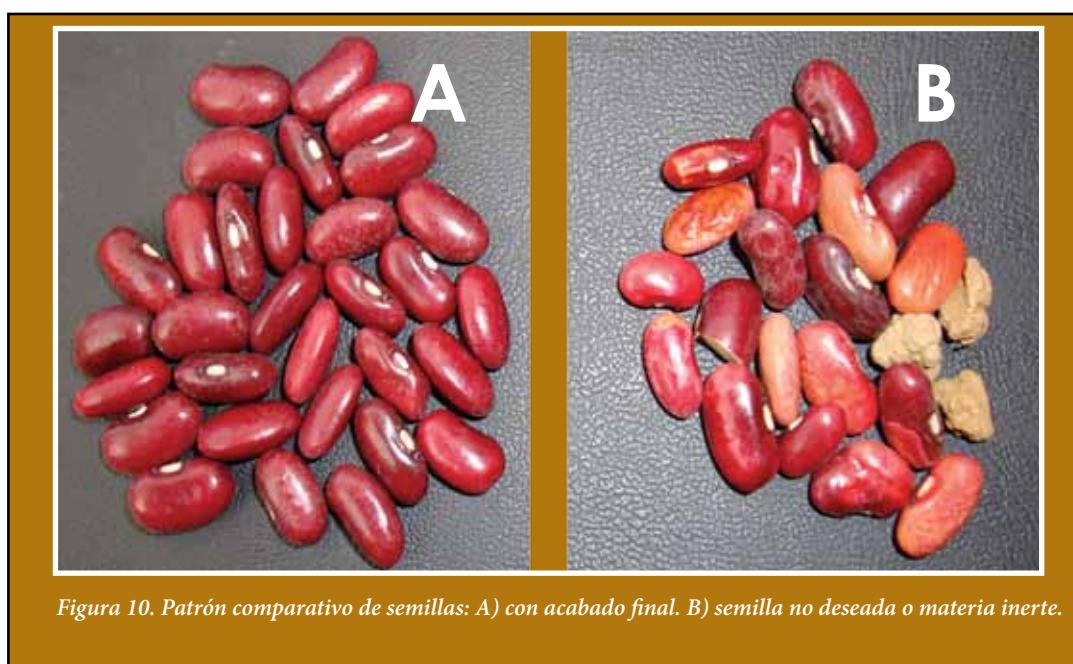 A
B
Figura 10. Patrón comparativo de semillas: A) con acabado final. B) semilla no deseada o materia inerte.